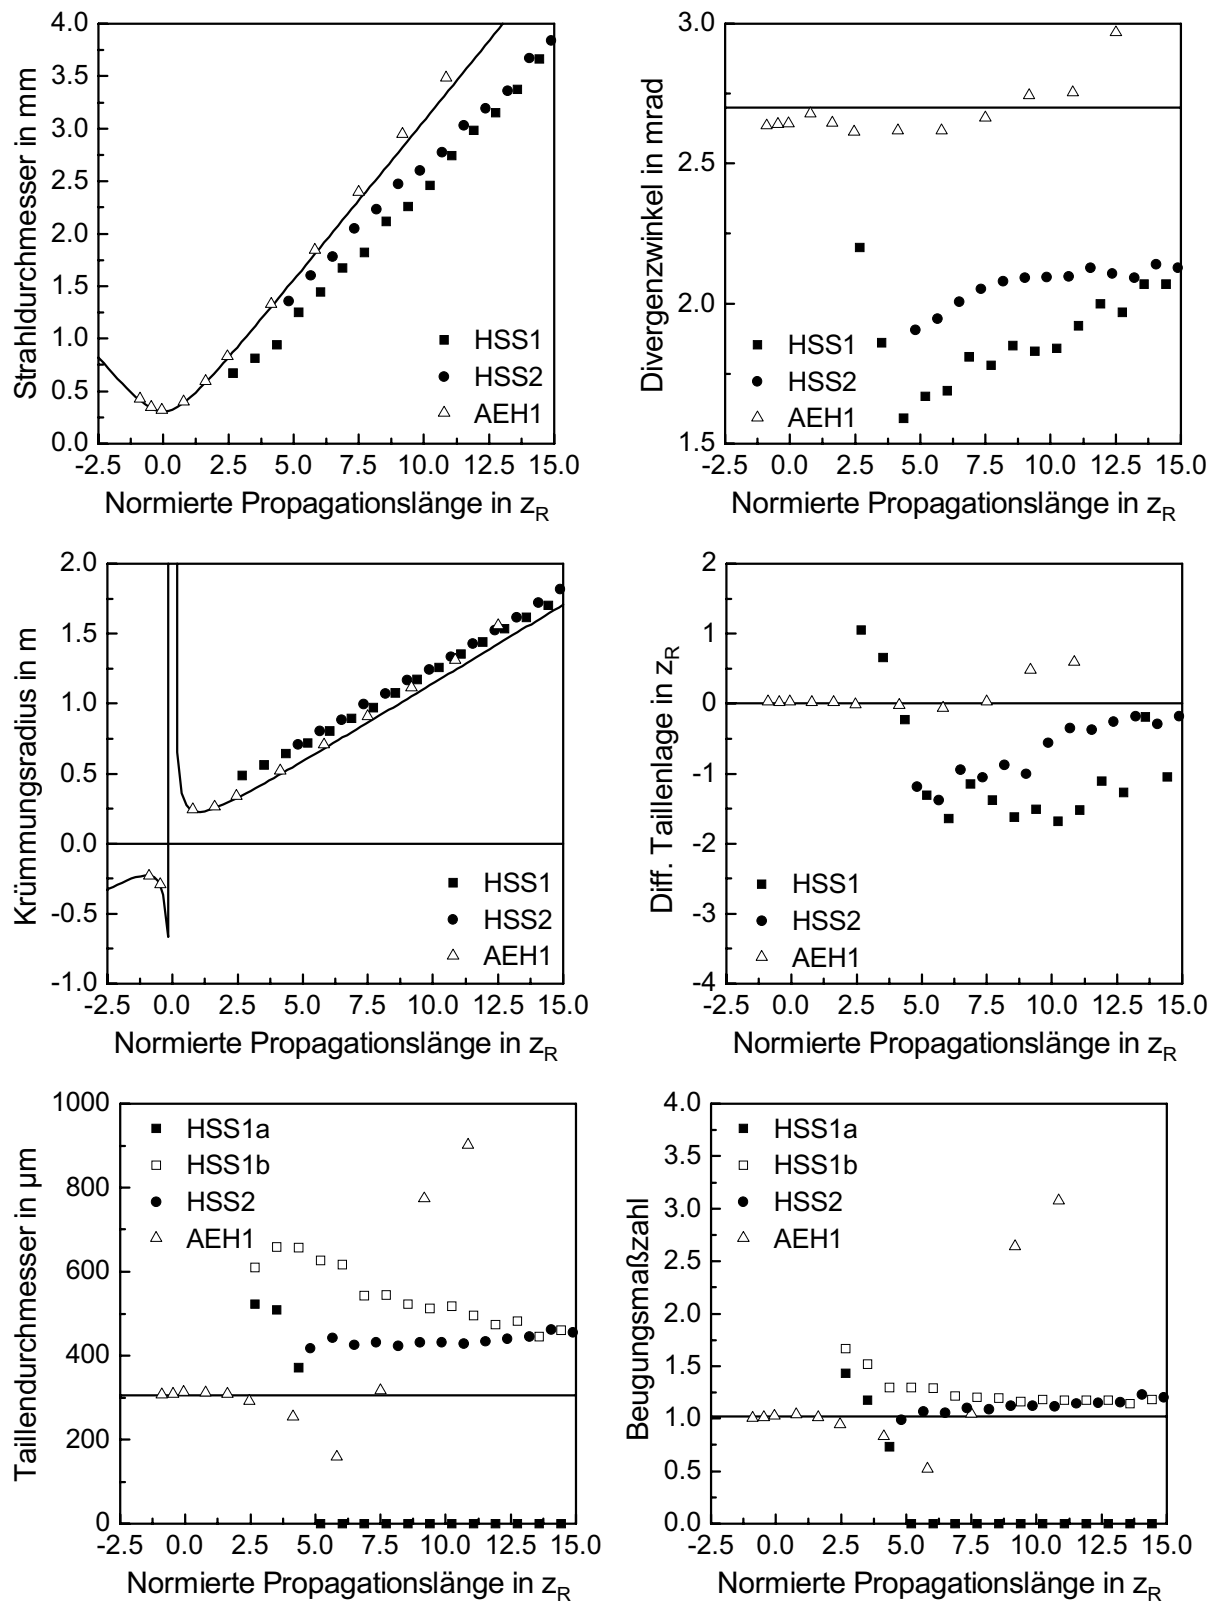 4.0
3.5
3.0
2.5
2.0
1.5
1.0
0.5
0.0
Strahldurchmesser in mm
HSS1
HSS2
AEH1
-2.5 0.0 2.5 5.0 7.5 10.0 12.5 15.0
Normierte Propagationslänge in z_R
3.0
2.5
2.0
1.5
Divergenzwinkel in mrad
HSS1
HSS2
AEH1
-2.5 0.0 2.5 5.0 7.5 10.0 12.5 15.0
Normierte Propagationslänge in z_R
2.0
1.5
1.0
0.5
0.0
-0.5
-1.0
Krümmungsradius in m
HSS1
HSS2
AEH1
-2.5 0.0 2.5 5.0 7.5 10.0 12.5 15.0
Normierte Propagationslänge in z_R
2
1
0
-1
-2
-3
-4
Diff. Taillenlage in z_R
HSS1
HSS2
AEH1
-2.5 0.0 2.5 5.0 7.5 10.0 12.5 15.0
Normierte Propagationslänge in z_R
1000
800
600
400
200
0
Taillendurchmesser in µm
HSS1a
HSS1b
HSS2
AEH1
-2.5 0.0 2.5 5.0 7.5 10.0 12.5 15.0
Normierte Propagationslänge in z_R
4.0
3.5
3.0
2.5
2.0
1.5
1.0
0.5
0.0
Beugungsmaßzahl
HSS1a
HSS1b
HSS2
AEH1
-2.5 0.0 2.5 5.0 7.5 10.0 12.5 15.0
Normierte Propagationslänge in z_R